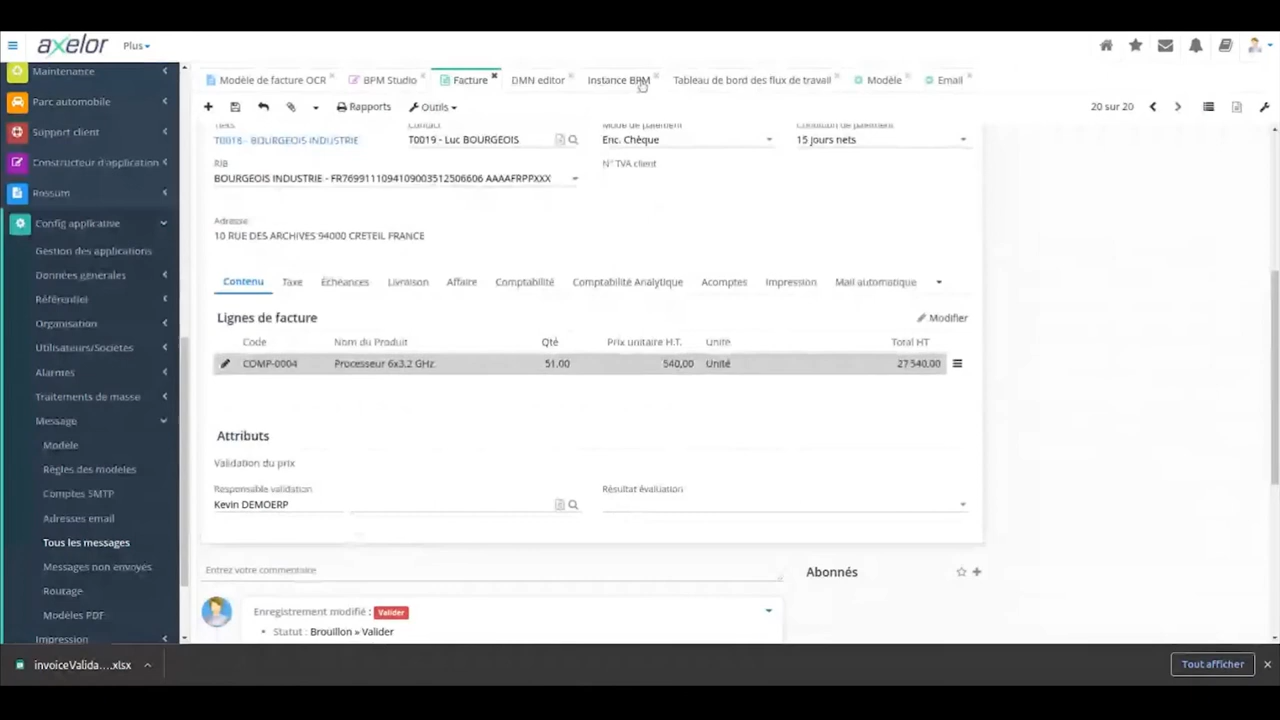 axelor Plus
Maintenance
Parc automobile
Support client
Constructeur d'application
Rossum
Config applicative
Gestion des applications
Données générales
Référentiel
Organisation
Utilisateurs/Sociétés
Alarmes
Traitements de masse
Message
Modèle
Règles des modèles
Comptes SMTP
Adresses email
Tous les messages
Messages non envoyés
Routage
Modèles PDF
Impression
Modèle de facture OCR BPM Studio Facture DMN editor Instance BPM Tableau de bord des flux de travail Modèle Email
Rapports Outils 20 sur 20
Tiers Contact Mode de paiement Condition de paiement
T0018 - BOURGEOIS INDUSTRIE T0019 - Luc BOURGEOIS Enc. Chèque 15 jours nets
RIB N° TVA client
BOURGEOIS INDUSTRIE - FR7699111094109003512506606 AAAAFRPPXXX
Adresse
10 RUE DES ARCHIVES 94000 CRETEIL FRANCE
Contenu Taxe Échéances Livraison Affaire Comptabilité Comptabilité Analytique Acomptes Impression Mail automatique
Lignes de facture Modifier
Code Nom du Produit Qté Prix unitaire H.T. Unité Total HT
COMP-0004 Processeur 6x3.2 GHz 51.00 540,00 Unité 27 540,00
Attributs
Validation du prix
Responsable validation Résultat évaluation
Kevin DEMOERP
Entrez votre commentaire Abonnés
Enregistrement modifié : Valider
Statut : Brouillon » Valider
invoiceValida....xlsx Tout afficher